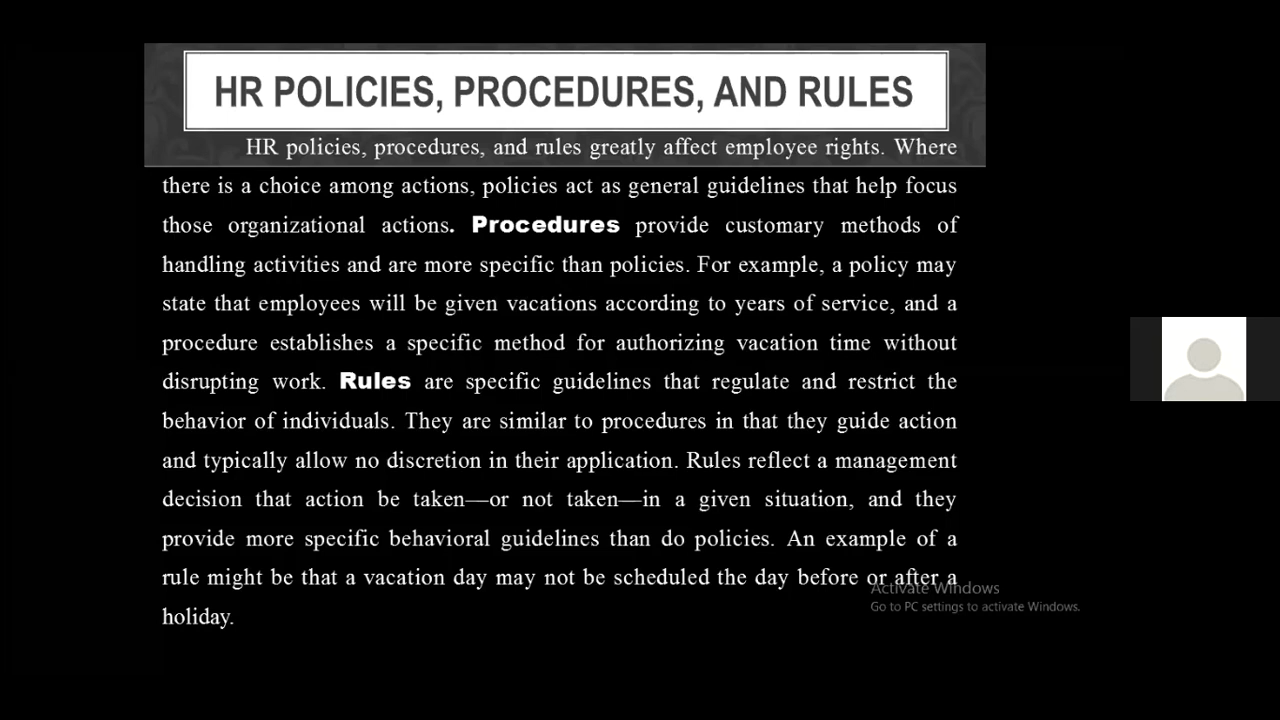 HR POLICIES, PROCEDURES, AND RULES
HR policies, procedures, and rules greatly affect employee rights. Where
there is a choice among actions, policies act as general guidelines that help focus
those organizational actions. Procedures provide customary methods of
handling activities and are more specific than policies. For example, a policy may
state that employees will be given vacations according to years of service, and a
procedure establishes a specific method for authorizing vacation time without
disrupting work. Rules are specific guidelines that regulate and restrict the
behavior of individuals. They are similar to procedures in that they guide action
and typically allow no discretion in their application. Rules reflect a management
decision that action be taken—or not taken—in a given situation, and they
provide more specific behavioral guidelines than do policies. An example of a
rule might be that a vacation day may not be scheduled the day before or after a
holiday.
Activate Windows
Go to PC settings to activate Windows.